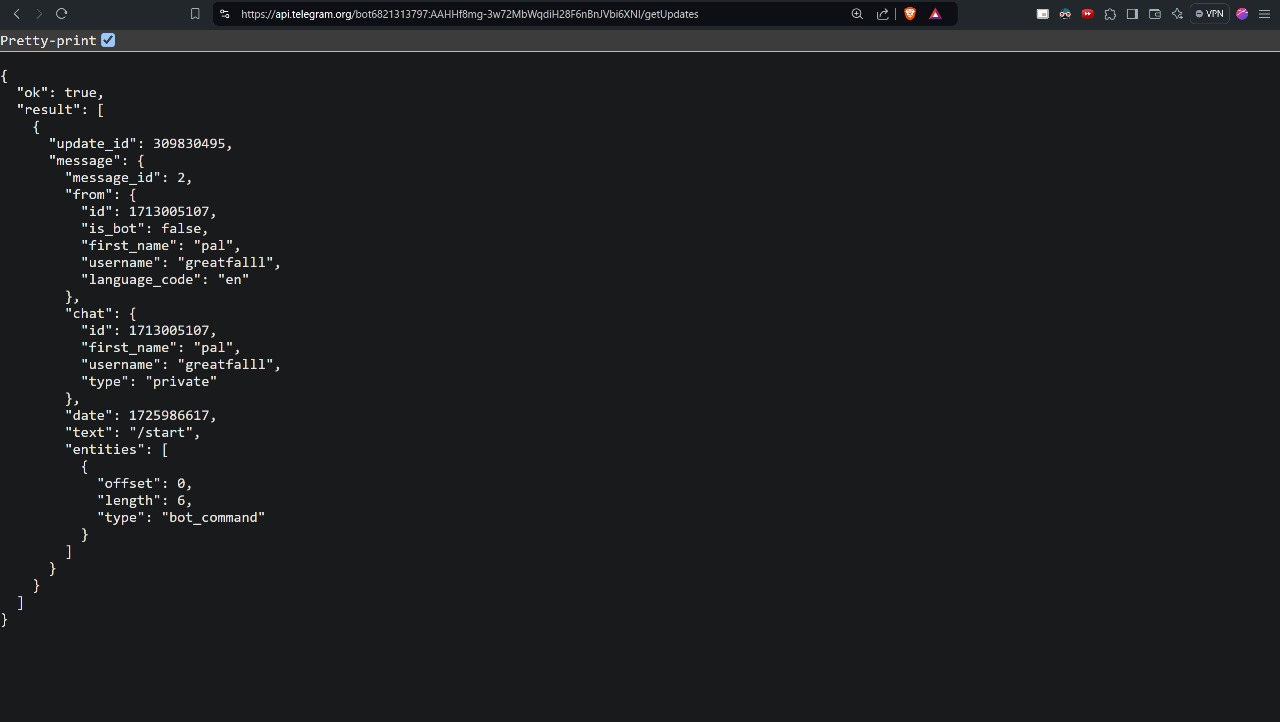 https://api.telegram.org/bot6821313797:AAHHf8mg-3w72MbWqdiH28F6nBnJVbi6XNI/getUpdates
VPN
Pretty-print
{
  "ok": true,
  "result": [
    {
      "update_id": 309830495,
      "message": {
        "message_id": 2,
        "from": {
          "id": 1713005107,
          "is_bot": false,
          "first_name": "pal",
          "username": "greatfalll",
          "language_code": "en"
        },
        "chat": {
          "id": 1713005107,
          "first_name": "pal",
          "username": "greatfalll",
          "type": "private"
        },
        "date": 1725986617,
        "text": "/start",
        "entities": [
          {
            "offset": 0,
            "length": 6,
            "type": "bot_command"
          }
        ]
      }
    }
  ]
}